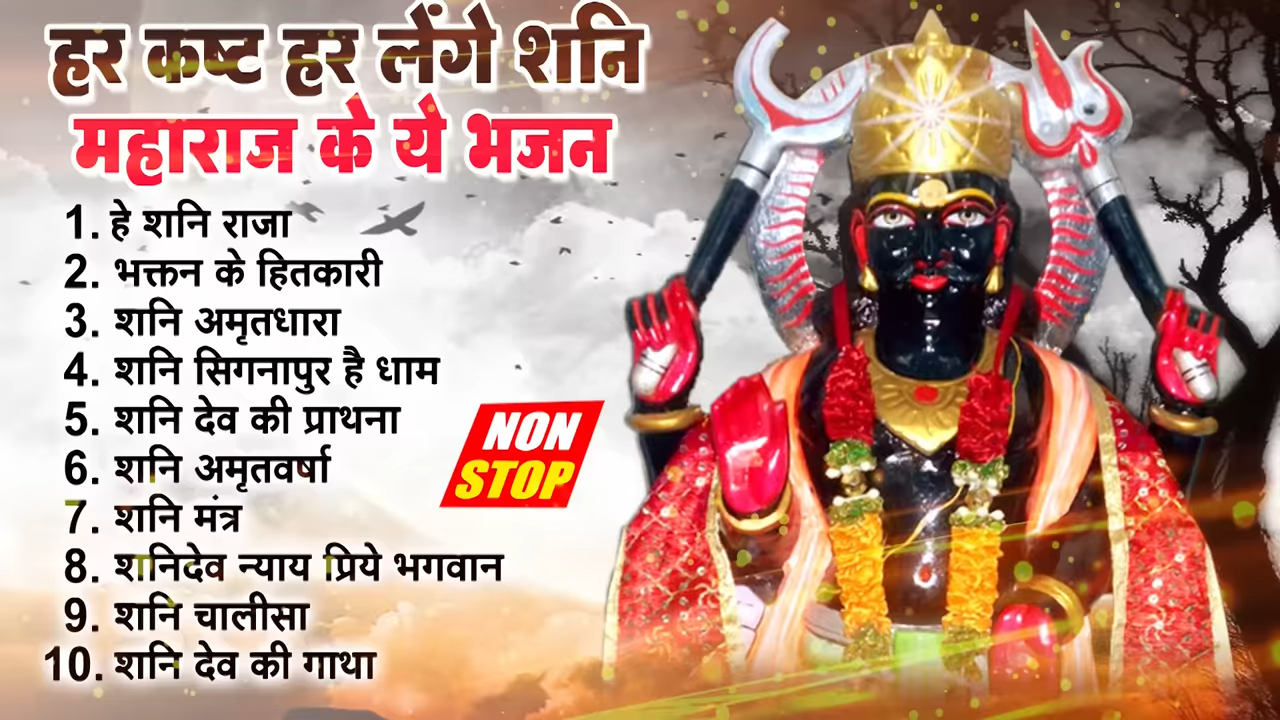 हर कष्ट हर लेंगे शनि
महाराज के ये भजन
1. हे शनि राजा
2. भक्तन के हितकारी
3. शनि अमृतधारा
4. शनि सिगनापुर है धाम
5. शनि देव की प्राथना
6. शनि अमृतवर्षा
7. शनि मंत्र
8. शनिदेव न्याय प्रिये भगवान
9. शनि चालीसा
10. शनि देव की गाथा
NON
STOP